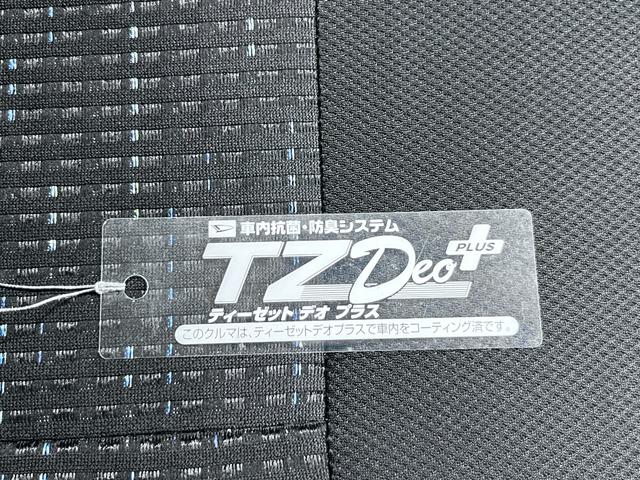 車内抗菌・防臭システム
TZ Deo PLUS
ティーゼット デオ プラス
このクルマは、ティーゼットデオプラスで車内をコーティング済です。